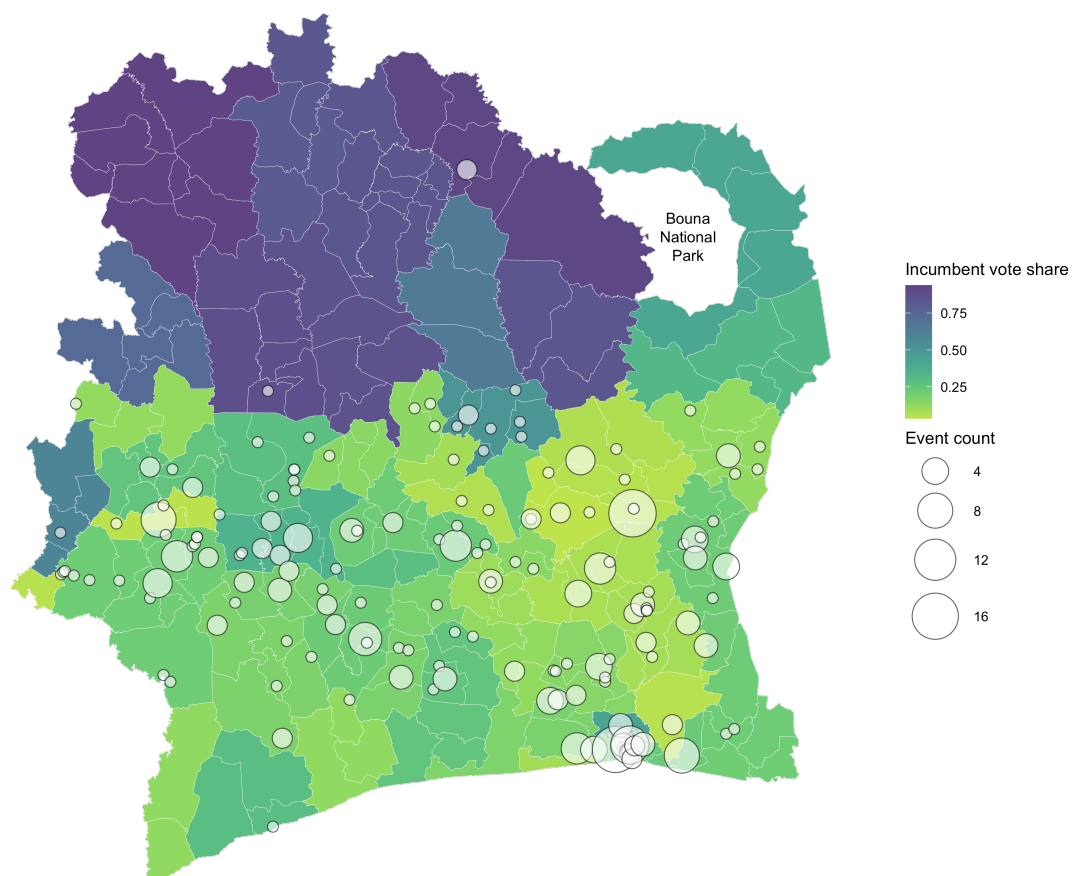 Bouna
National
Park
Incumbent vote share
0.75
0.50
0.25
Event count
4
8
12
16